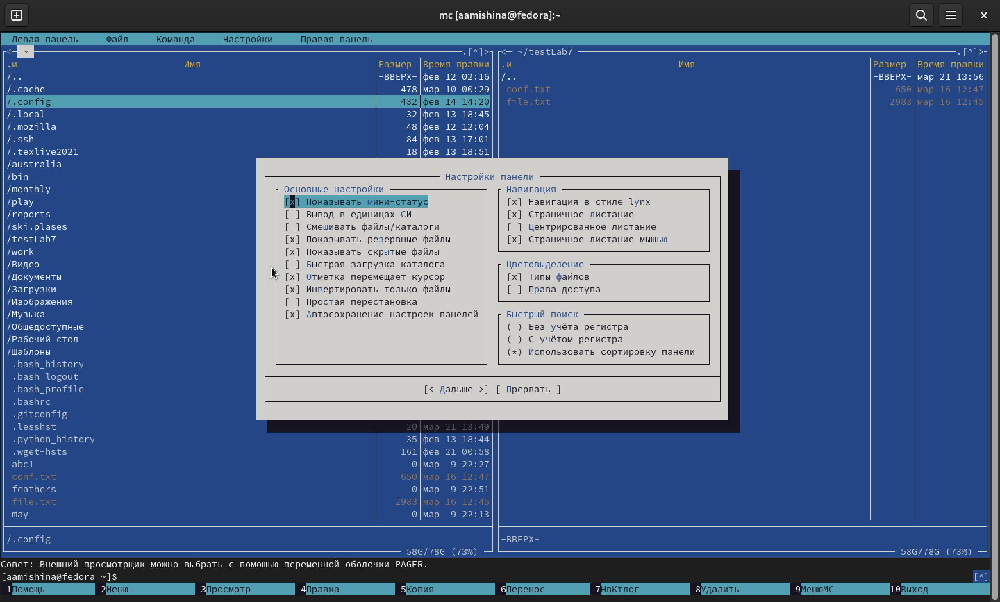 mc [aamishina@fedora]:~
Левая панель Файл Команда Настройки Правая панель
<─ ~ .[^]> <─ ~/testLab7 .[^]>
.и Имя Размер Время правки .и Имя Размер Время правки
/.. -ВВЕРХ- фев 12 02:16 /.. -ВВЕРХ- мар 21 13:56
/.cache 478 мар 10 00:29 conf.txt 650 мар 16 12:47
/.config 432 фев 14 14:20 file.txt 2983 мар 16 12:45
/.local 32 фев 13 18:45
/.mozilla 48 фев 12 12:04
/.ssh 84 фев 13 17:01
/.texlive2021 18 фев 13 18:51
/australia
/bin
/monthly
/play
/reports
/ski.plases
/testLab7
/work
/Видео
/Документы
/Загрузки
/Изображения
/Музыка
/Общедоступные
/Рабочий стол
/Шаблоны
.bash_history
.bash_logout
.bash_profile
.bashrc
.gitconfig
.lesshst 20 мар 21 13:49
.python_history 35 фев 13 18:44
.wget-hsts 161 фев 21 00:58
abc1 0 мар 9 22:27
conf.txt 650 мар 16 12:47
feathers 0 мар 9 22:51
file.txt 2983 мар 16 12:45
may 0 мар 9 22:13
/.config -ВВЕРХ-
58G/78G (73%) 58G/78G (73%)
Настройки панели
Основные настройки
[x] Показывать мини-статус
[ ] Вывод в единицах СИ
[ ] Смешивать файлы/каталоги
[x] Показывать резервные файлы
[x] Показывать скрытые файлы
[ ] Быстрая загрузка каталога
[x] Отметка перемещает курсор
[x] Инвертировать только файлы
[ ] Простая перестановка
[x] Автосохранение настроек панелей
Навигация
[x] Навигация в стиле lynx
[x] Страничное листание
[ ] Центрированное листание
[x] Страничное листание мышью
Цветовыделение
[x] Типы файлов
[ ] Права доступа
Быстрый поиск
( ) Без учёта регистра
( ) С учётом регистра
(*) Использовать сортировку панели
[< Дальше >] [ Прервать ]
Совет: Внешний просмотрщик можно выбрать с помощью переменной оболочки PAGER.
[aamishina@fedora ~]$ [^]
1Помощь 2Меню 3Просмотр 4Правка 5Копия 6Перенос 7НвКтлог 8Удалить 9МенюMC 10Выход